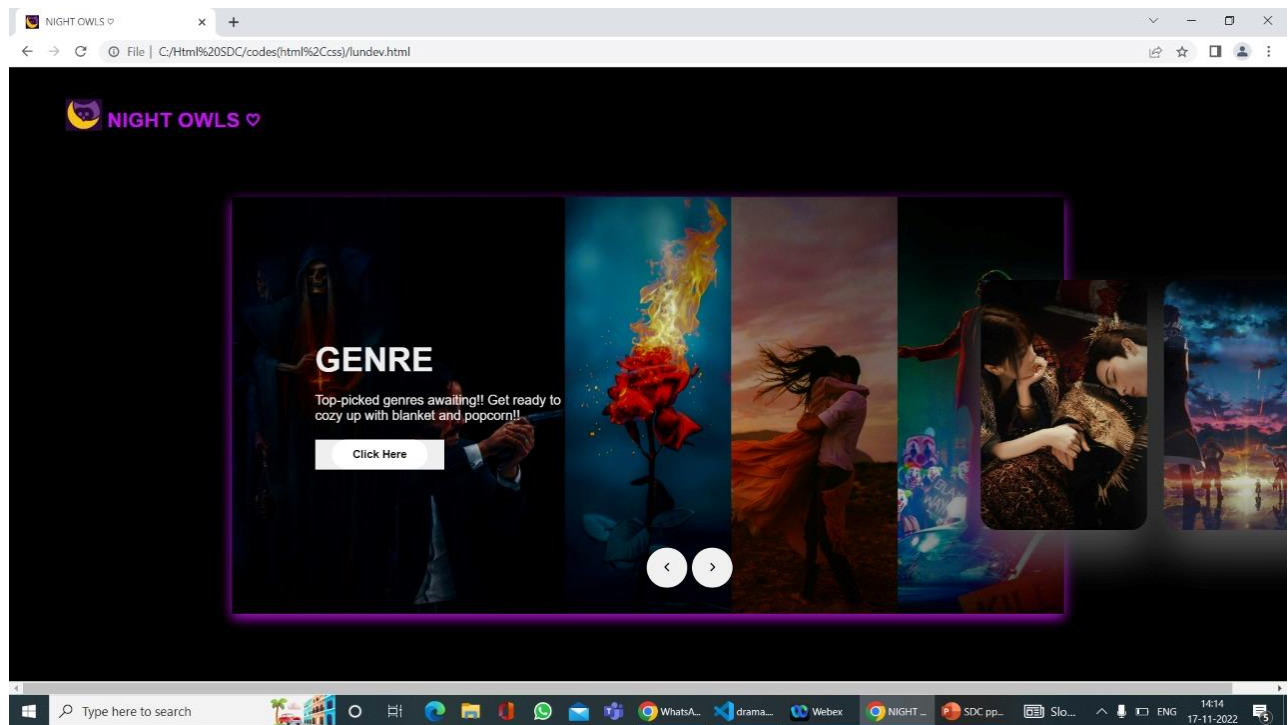 NIGHT OWLS ♡
File | C:/Html%20SDC/codes(html%2Ccss)/lundev.html
NIGHT OWLS ♡
GENRE
Top-picked genres awaiting!! Get ready to
cozy up with blanket and popcorn!!
Click Here
Type here to search
WhatsA...
drama...
Webex
NIGHT ...
SDC pp...
Slo...
ENG
14:14
17-11-2022